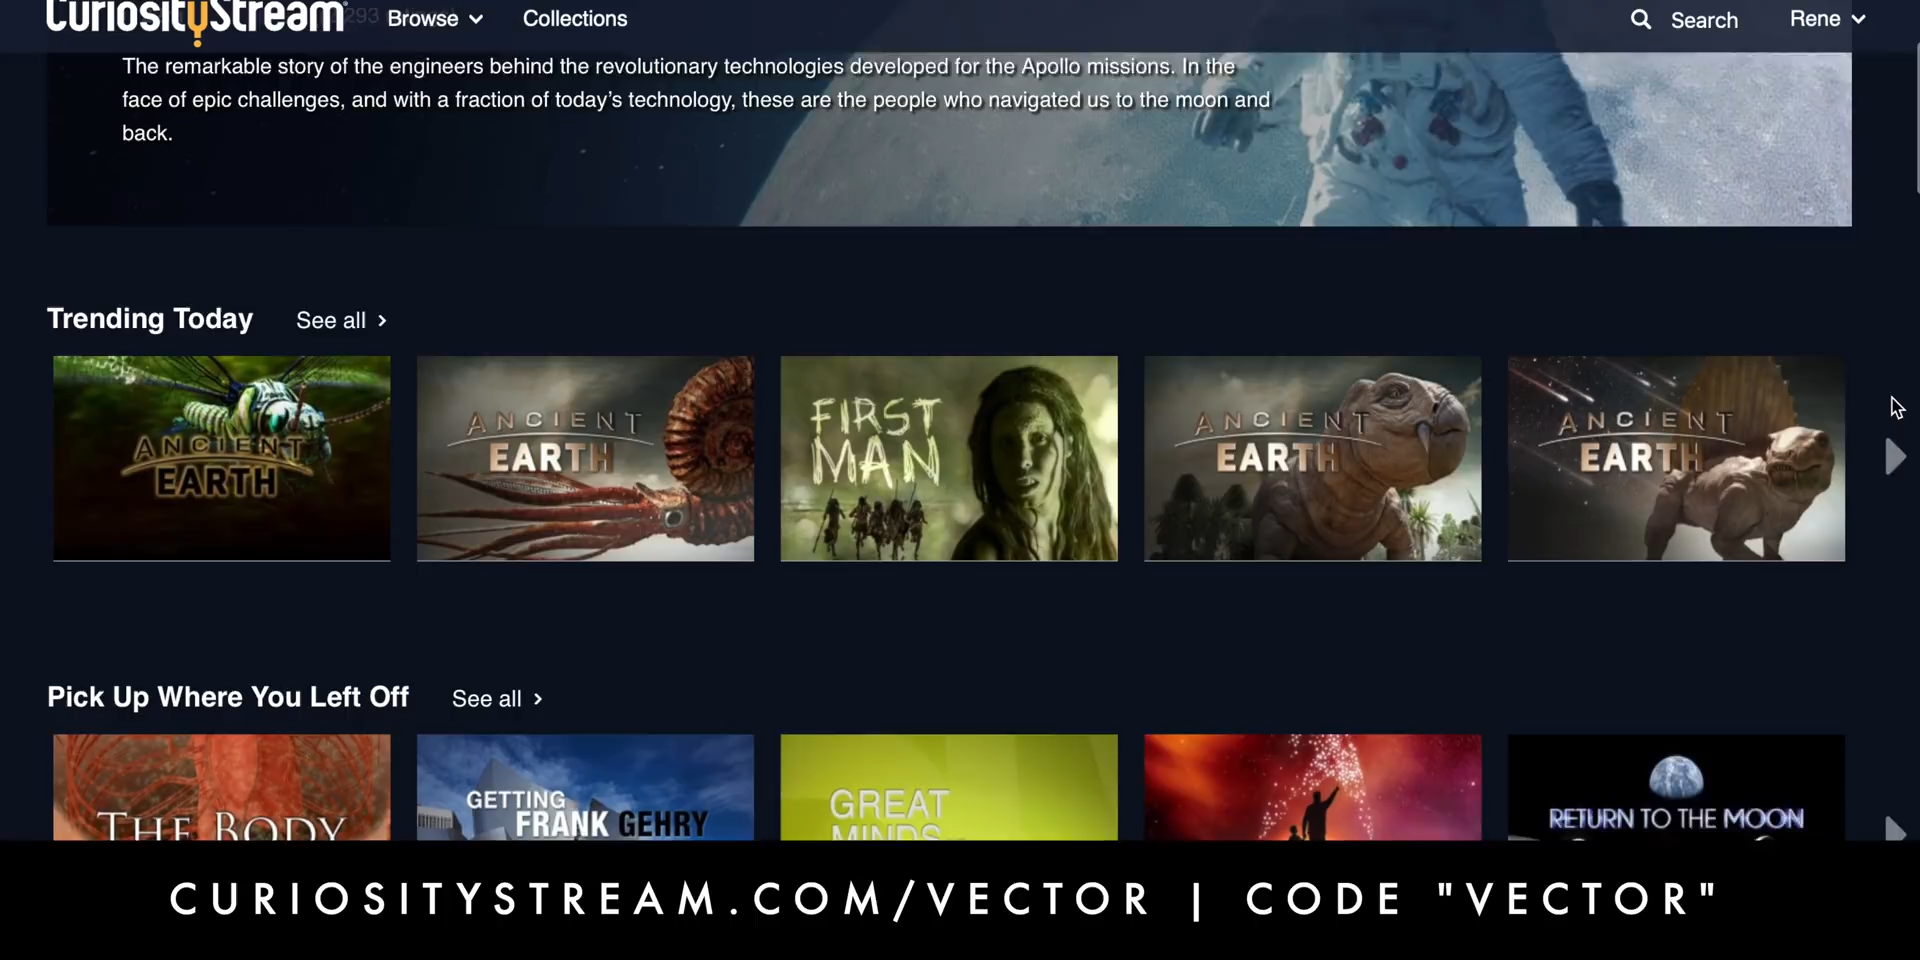 CuriosityStream Browse Collections Search Rene
The remarkable story of the engineers behind the revolutionary technologies developed for the Apollo missions. In the
face of epic challenges, and with a fraction of today's technology, these are the people who navigated us to the moon and
back.
Trending Today See all
ANCIENT
EARTH
ANCIENT
EARTH
FIRST
MAN
ANCIENT
EARTH
ANCIENT
EARTH
Pick Up Where You Left Off See all
THE BODY
GETTING
FRANK GEHRY
GREAT
MINDS
RETURN TO THE MOON
CURIOSITYSTREAM.COM/VECTOR | CODE "VECTOR"